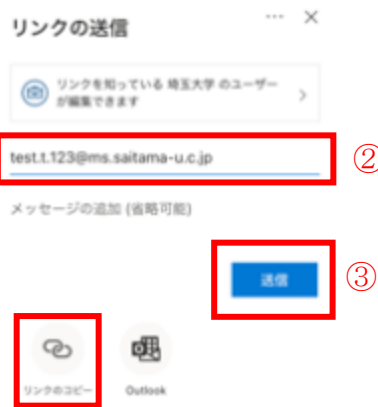 リンクの送信
リンクを知っている 埼玉大学 のユーザー
が編集できます
test.t.123@ms.saitama-u.c.jp
②
メッセージの追加 (省略可能)
送信
③
リンクのコピー
Outlook